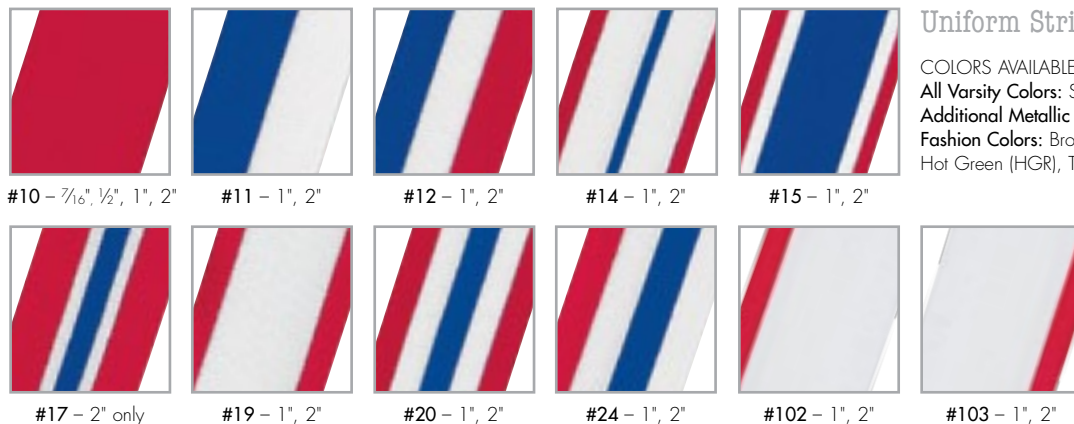 Uniform Stri
COLORS AVAILABLE
All Varsity Colors: S
Additional Metallic
Fashion Colors: Bro
Hot Green (HGR), T
#10 – 7⁄16", ½", 1", 2"
#11 – 1", 2"
#12 – 1", 2"
#14 – 1", 2"
#15 – 1", 2"
#17 – 2" only
#19 – 1", 2"
#20 – 1", 2"
#24 – 1", 2"
#102 – 1", 2"
#103 – 1", 2"